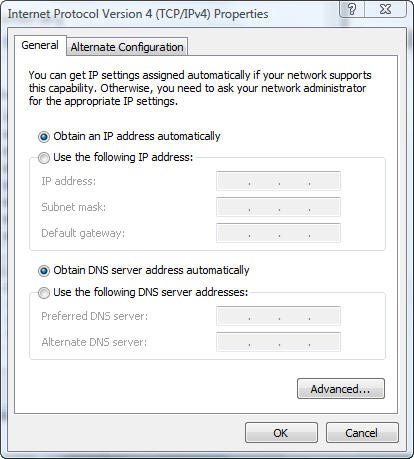 Internet Protocol Version 4 (TCP/IPv4) Properties
?
General
Alternate Configuration
You can get IP settings assigned automatically if your network supports
this capability. Otherwise, you need to ask your network administrator
for the appropriate IP settings.
Obtain an IP address automatically
Use the following IP address:
IP address:
. . .
Subnet mask:
. . .
Default gateway:
. . .
Obtain DNS server address automatically
Use the following DNS server addresses:
Preferred DNS server:
. . .
Alternate DNS server:
. . .
Advanced...
OK
Cancel